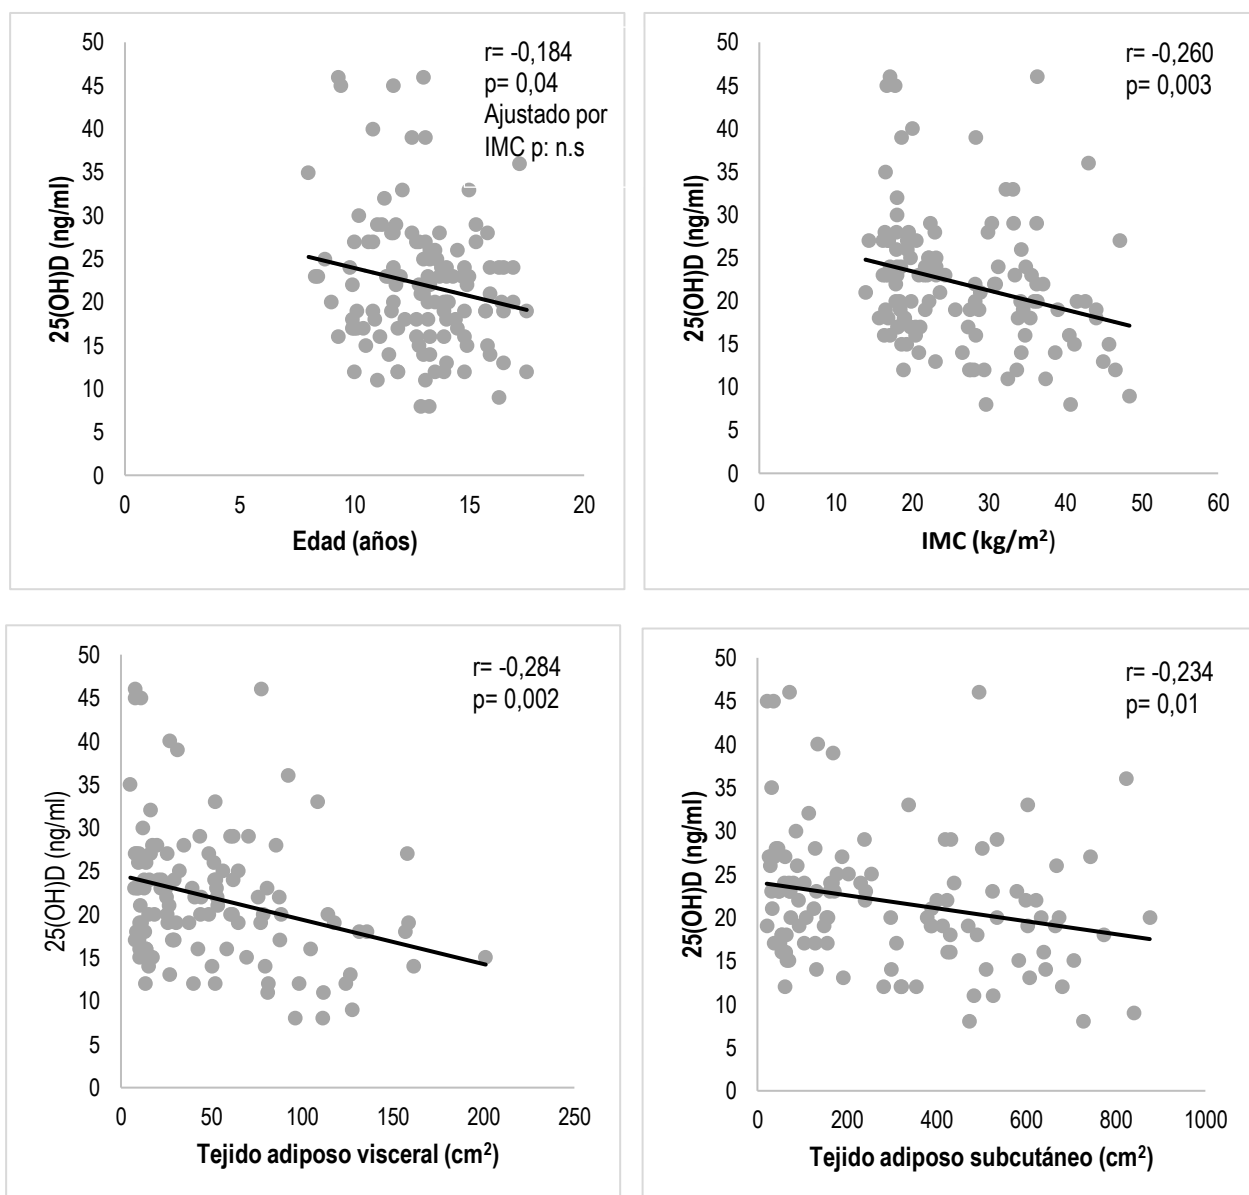 50
45
40
35
30
25
20
15
10
5
0
25(OH)D (ng/ml)
r= -0,184
p= 0,04
Ajustado por
IMC p: n.s
0 5 10 15 20
Edad (años)
50
45
40
35
30
25
20
15
10
5
0
25(OH)D (ng/ml)
r= -0,260
p= 0,003
0 10 20 30 40 50 60
IMC (kg/m²)
50
45
40
35
30
25
20
15
10
5
0
25(OH)D (ng/ml)
r= -0,284
p= 0,002
0 50 100 150 200 250
Tejido adiposo visceral (cm²)
50
45
40
35
30
25
20
15
10
5
0
25(OH)D (ng/ml)
r= -0,234
p= 0,01
0 200 400 600 800 1000
Tejido adiposo subcutáneo (cm²)